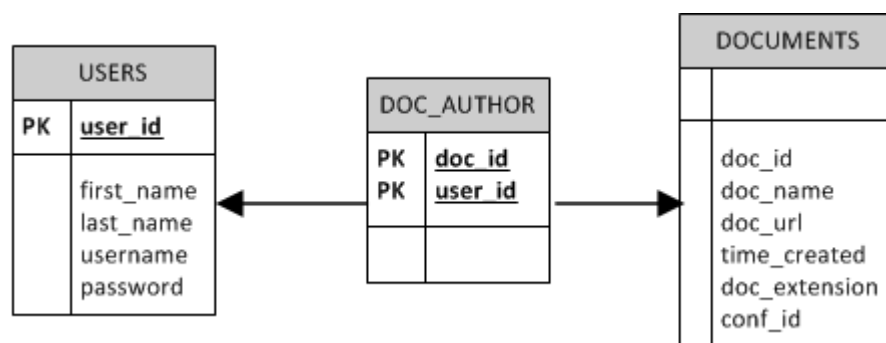 USERS
PK user_id
first_name
last_name
username
password
DOC_AUTHOR
PK doc_id
PK user_id
DOCUMENTS
doc_id
doc_name
doc_url
time_created
doc_extension
conf_id